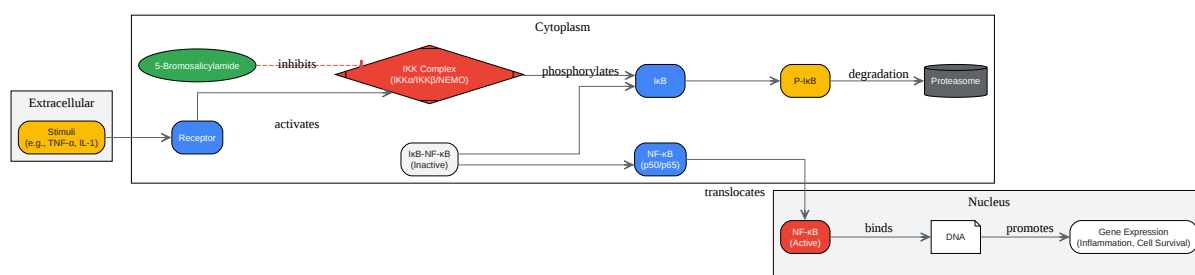 Cytoplasm
5-Bromosalicylamide
inhibits
IKK Complex
(IKKα/IKKβ/NEMO)
phosphorylates
IκB
P-IκB
degradation
Proteasome
Extracellular
Stimuli
(e.g., TNF-α, IL-1)
Receptor
activates
IκB-NF-κB
(Inactive)
NF-κB
(p50/p65)
translocates
Nucleus
NF-κB
(Active)
binds
DNA
promotes
Gene Expression
(Inflammation, Cell Survival)